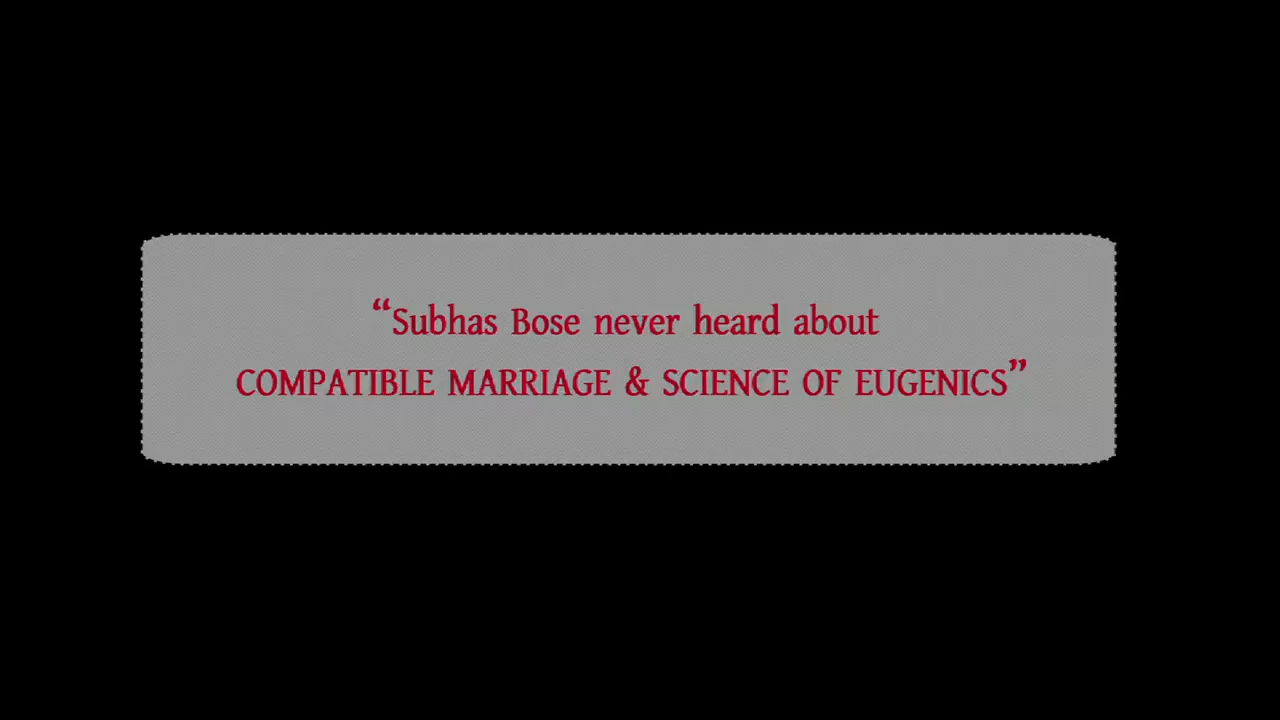 “Subhas Bose never heard about
COMPATIBLE MARRIAGE & SCIENCE OF EUGENICS”